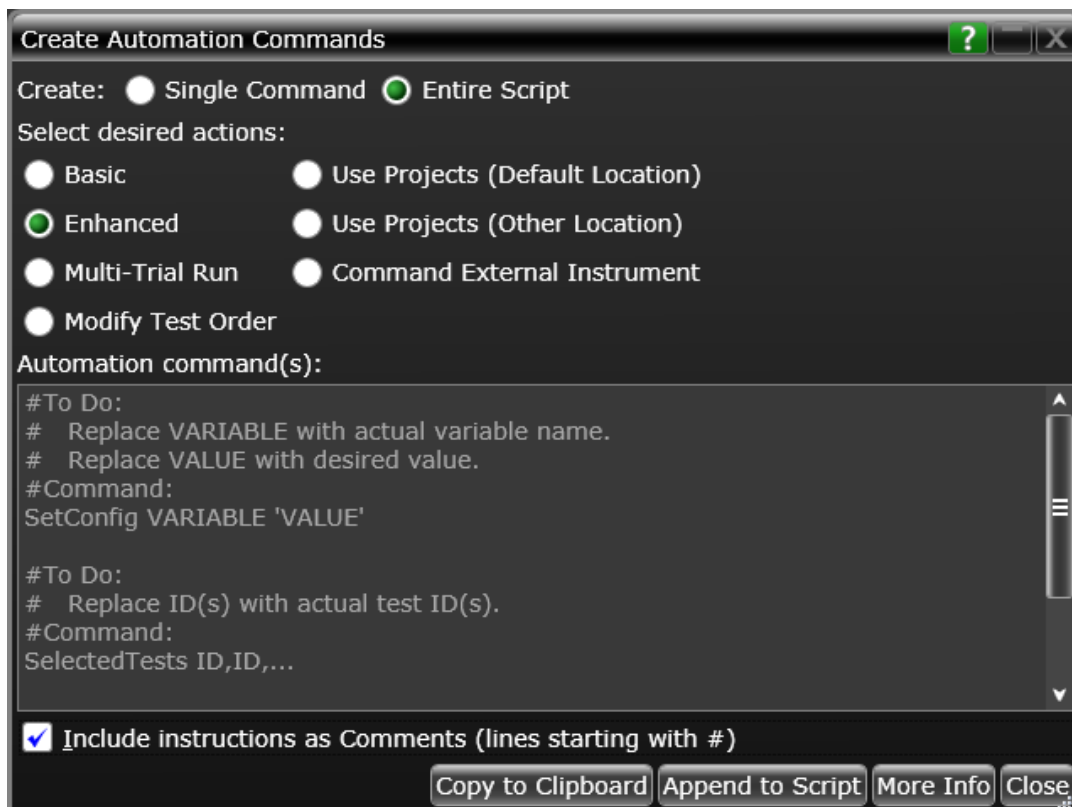 Create Automation Commands ? X
Create: Single Command Entire Script
Select desired actions:
Basic Use Projects (Default Location)
Enhanced Use Projects (Other Location)
Multi-Trial Run Command External Instrument
Modify Test Order
Automation command(s):
#To Do:
#   Replace VARIABLE with actual variable name.
#   Replace VALUE with desired value.
#Command:
SetConfig VARIABLE 'VALUE'
#To Do:
#   Replace ID(s) with actual test ID(s).
#Command:
SelectedTests ID,ID,...
Include instructions as Comments (lines starting with #)
Copy to Clipboard Append to Script More Info Close